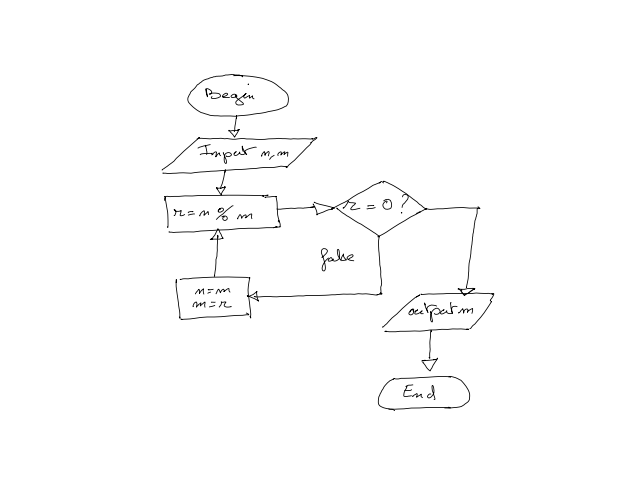 Begin
Input n, m
r = n % m
r = 0 ?
false
n = m
m = r
output m
End